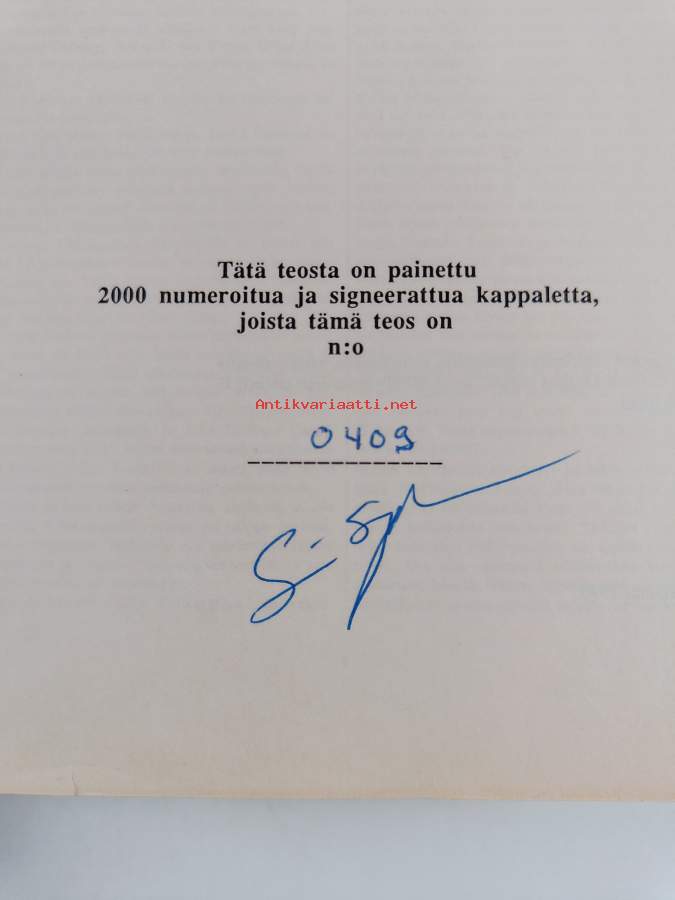 Tätä teosta on painettu
2000 numeroitua ja signeerattua kappaletta,
joista tämä teos on
n:o
Antikvariaatti.net
0409